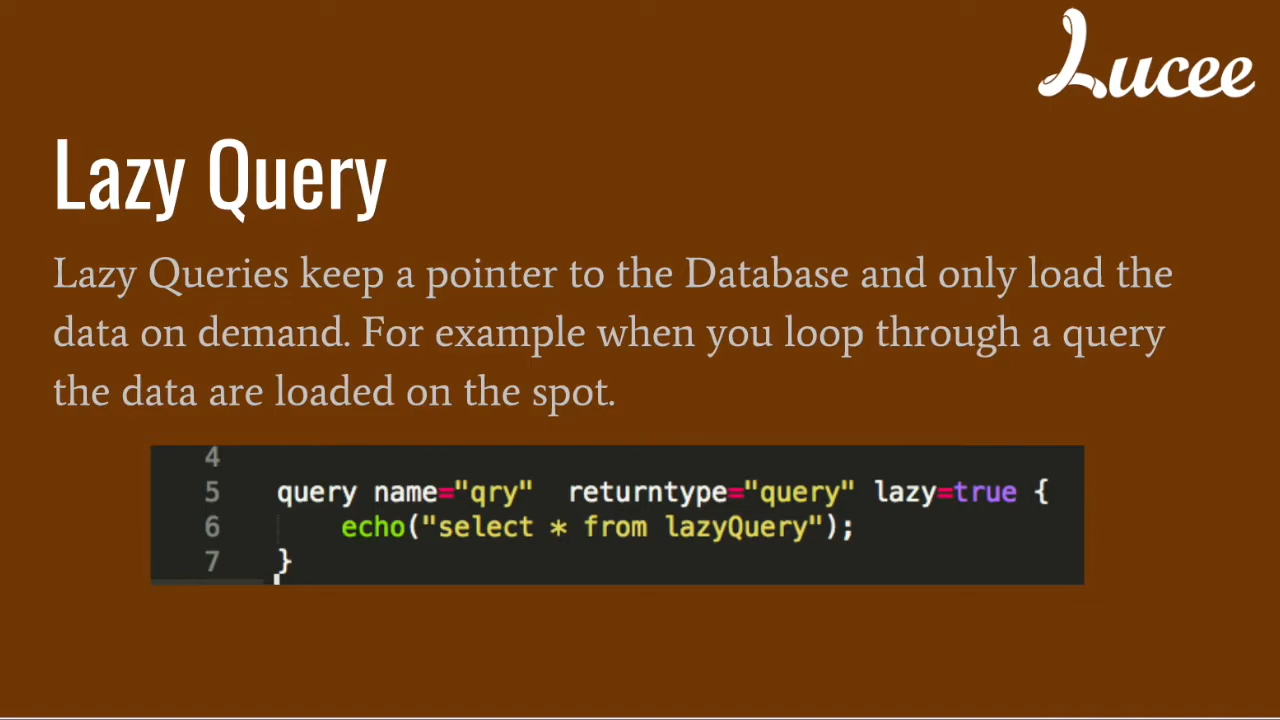 Lucee
Lazy Query
Lazy Queries keep a pointer to the Database and only load the
data on demand. For example when you loop through a query
the data are loaded on the spot.
4
5 query name="qry"  returntype="query" lazy=true {
6 echo("select * from lazyQuery");
7 }